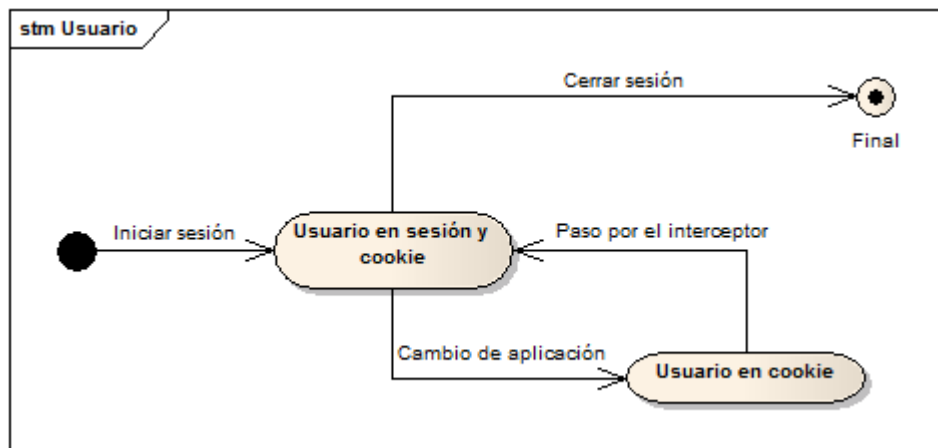 stm Usuario
Cerrar sesión
Final
Iniciar sesión
Usuario en sesión y
cookie
Paso por el interceptor
Cambio de aplicación
Usuario en cookie